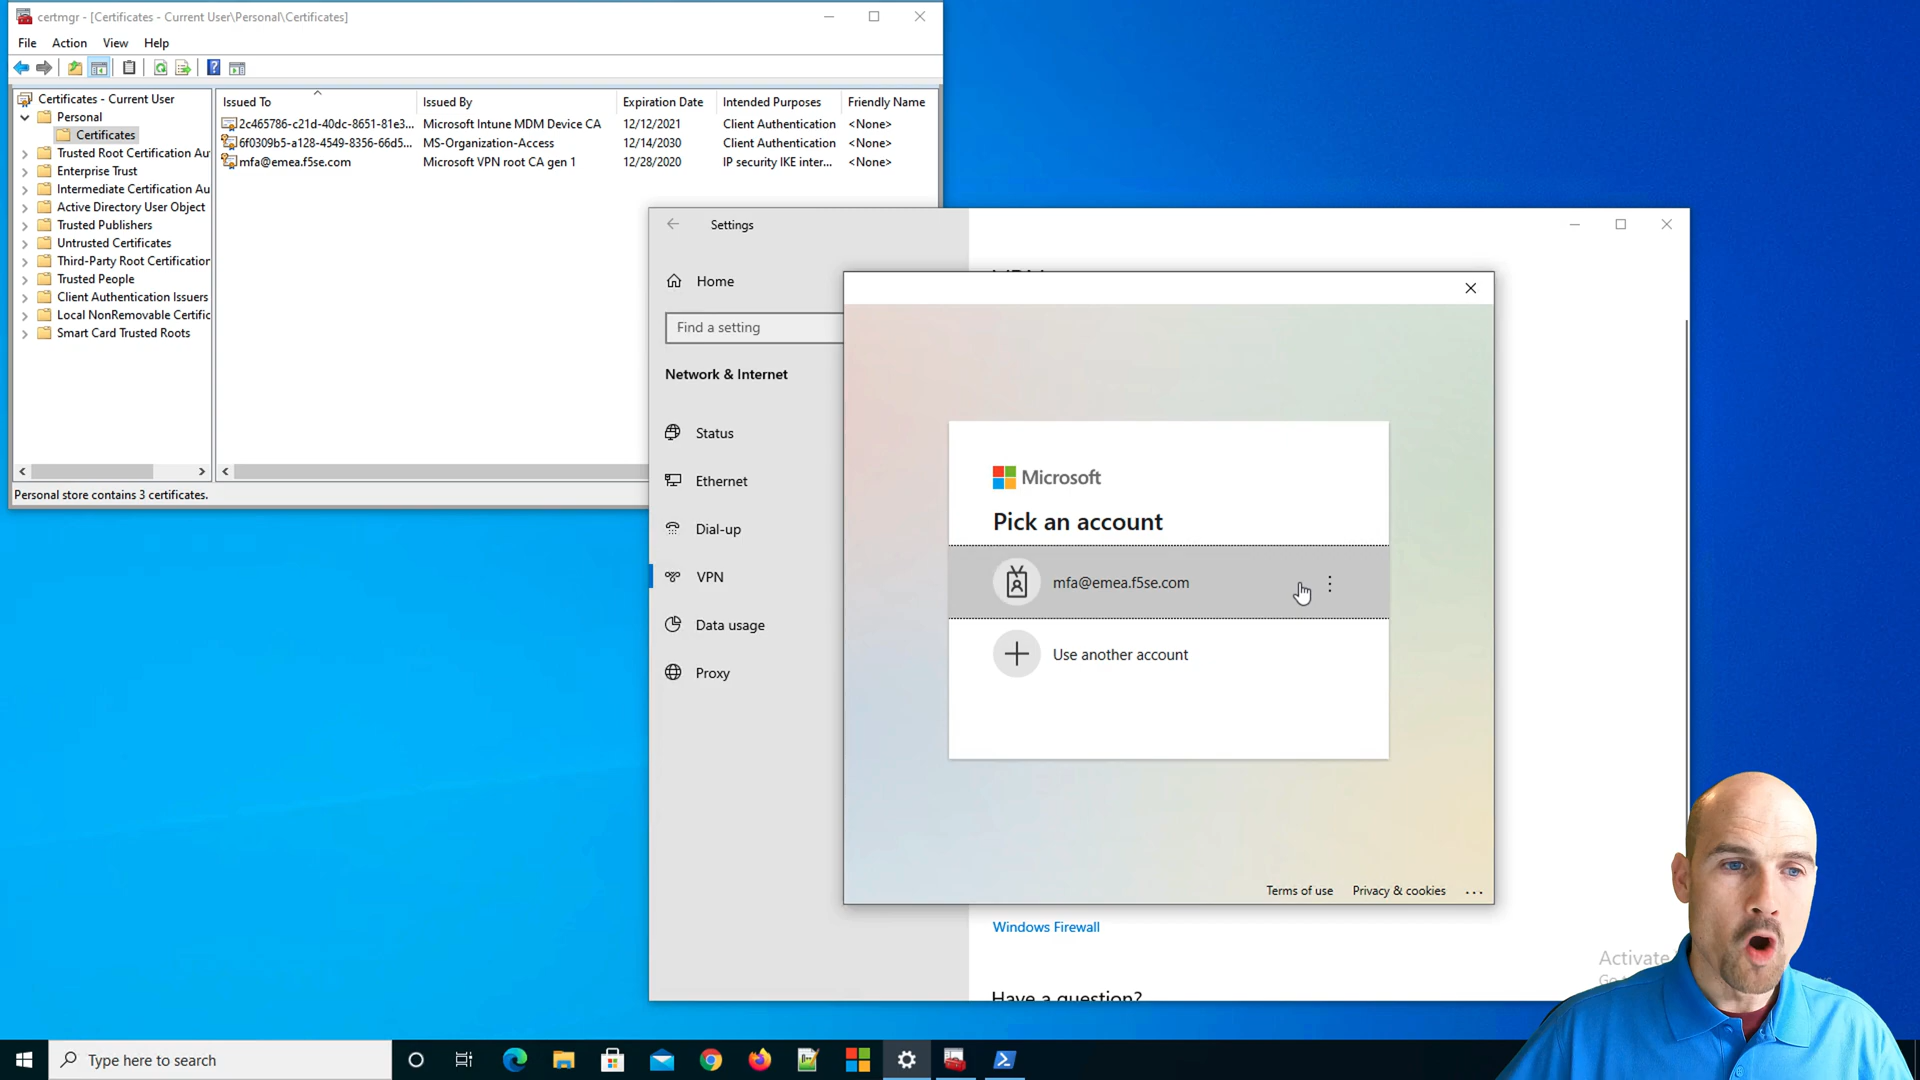 certmgr - [Certificates - Current User\Personal\Certificates]
File Action View Help
Certificates - Current User
Personal
Certificates
Trusted Root Certification Au
Enterprise Trust
Intermediate Certification Au
Active Directory User Object
Trusted Publishers
Untrusted Certificates
Third-Party Root Certification
Trusted People
Client Authentication Issuers
Local NonRemovable Certific
Smart Card Trusted Roots
Issued To Issued By Expiration Date Intended Purposes Friendly Name
2c465786-c21d-40dc-8651-81e3... Microsoft Intune MDM Device CA 12/12/2021 Client Authentication <None>
6f0309b5-a128-4549-8356-66d5... MS-Organization-Access 12/14/2030 Client Authentication <None>
mfa@emea.f5se.com Microsoft VPN root CA gen 1 12/28/2020 IP security IKE inter... <None>
Personal store contains 3 certificates.
Settings
Home
Find a setting
Network & Internet
Status
Ethernet
Dial-up
VPN
Data usage
Proxy
Microsoft
Pick an account
mfa@emea.f5se.com
Use another account
Terms of use Privacy & cookies ...
Windows Firewall
Have a question?
Activate
Type here to search